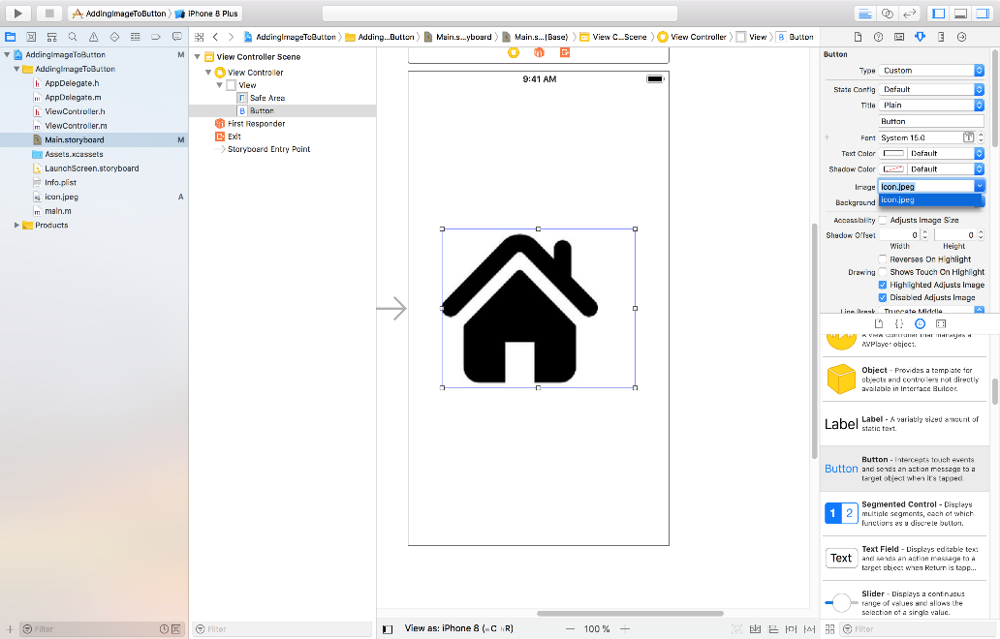 AddingImageToButton iPhone 8 Plus
AddingImageToButton Adding...Button Main.s...yboard Main.s...(Base) View C...Scene View Controller View B Button
AddingImageToButton M
AddingImageToButton
h AppDelegate.h
m AppDelegate.m
h ViewController.h
m ViewController.m
Main.storyboard M
Assets.xcassets
LaunchScreen.storyboard
Info.plist
icon.jpeg A
m main.m
Products
Filter
View Controller Scene
View Controller
View
Safe Area
B Button
First Responder
Exit
Storyboard Entry Point
Filter
9:41 AM
View as: iPhone 8 (wC hR)
100 %
Button
Type Custom
State Config Default
Title Plain
Button
Font System 15.0
Text Color Default
Shadow Color Default
Image icon.jpeg
icon.jpeg
Background
Accessibility Adjusts Image Size
Shadow Offset 0 0
Width Height
Reverses On Highlight
Drawing Shows Touch On Highlight
Highlighted Adjusts Image
Disabled Adjusts Image
Line Break Truncate Middle
A view controller that manages a
AVPlayer object.
Object - Provides a template for
objects and controllers not directly
available in Interface Builder.
Label
Label - A variably sized amount of
static text.
Button
Button - Intercepts touch events
and sends an action message to a
target object when it's tapped.
1 2
Segmented Control - Displays
multiple segments, each of which
functions as a discrete button.
Text
Text Field - Displays editable text
and sends an action message to a
target object when Return is tapp...
Slider - Displays a continuous
range of values and allows the
selection of a single value.
Filter